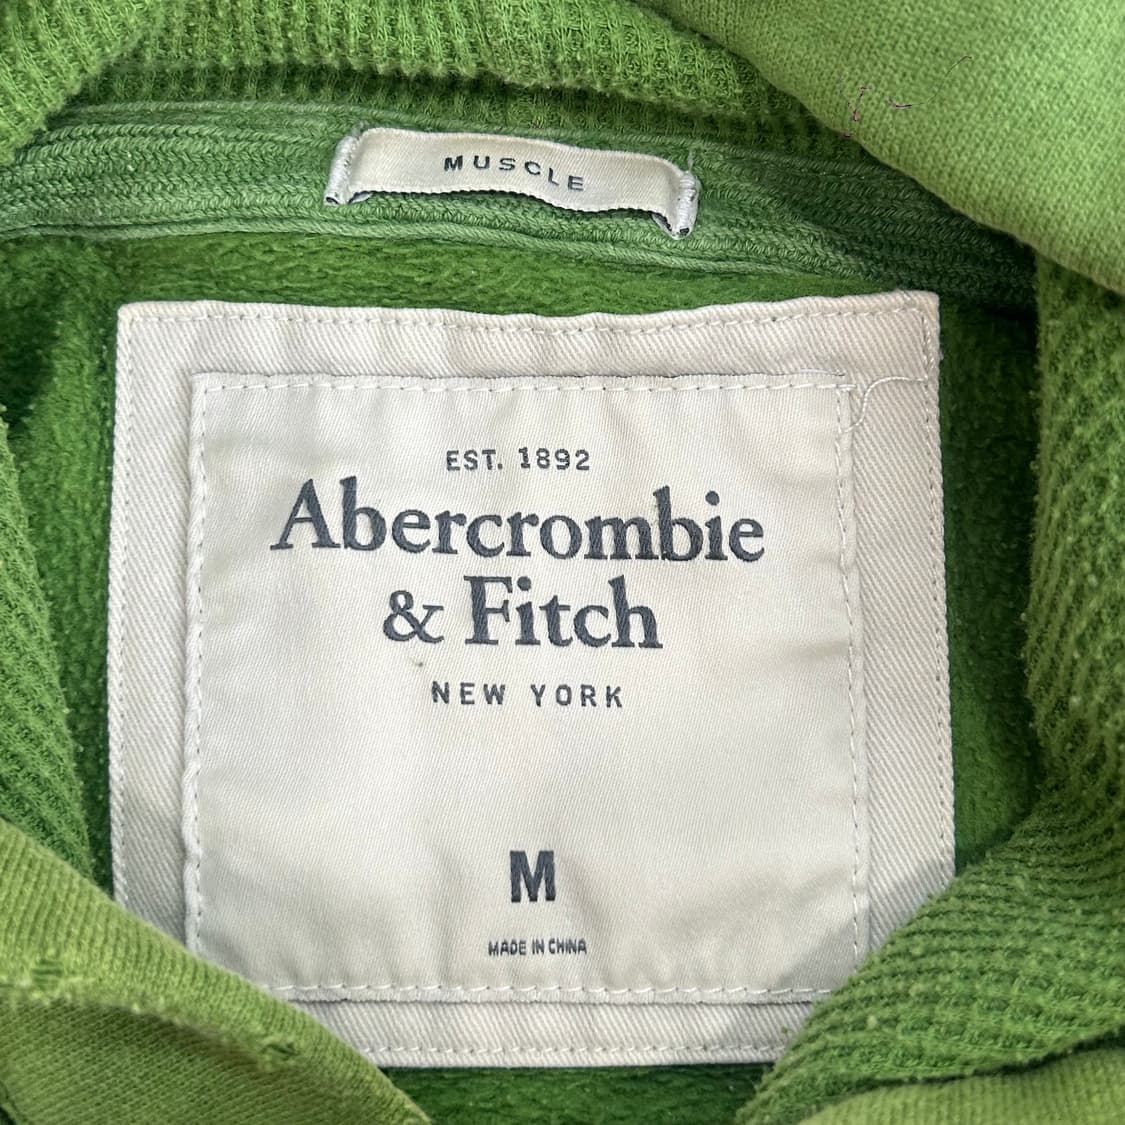 MUSCLE
EST. 1892
Abercrombie
& Fitch
NEW YORK
M
MADE IN CHINA